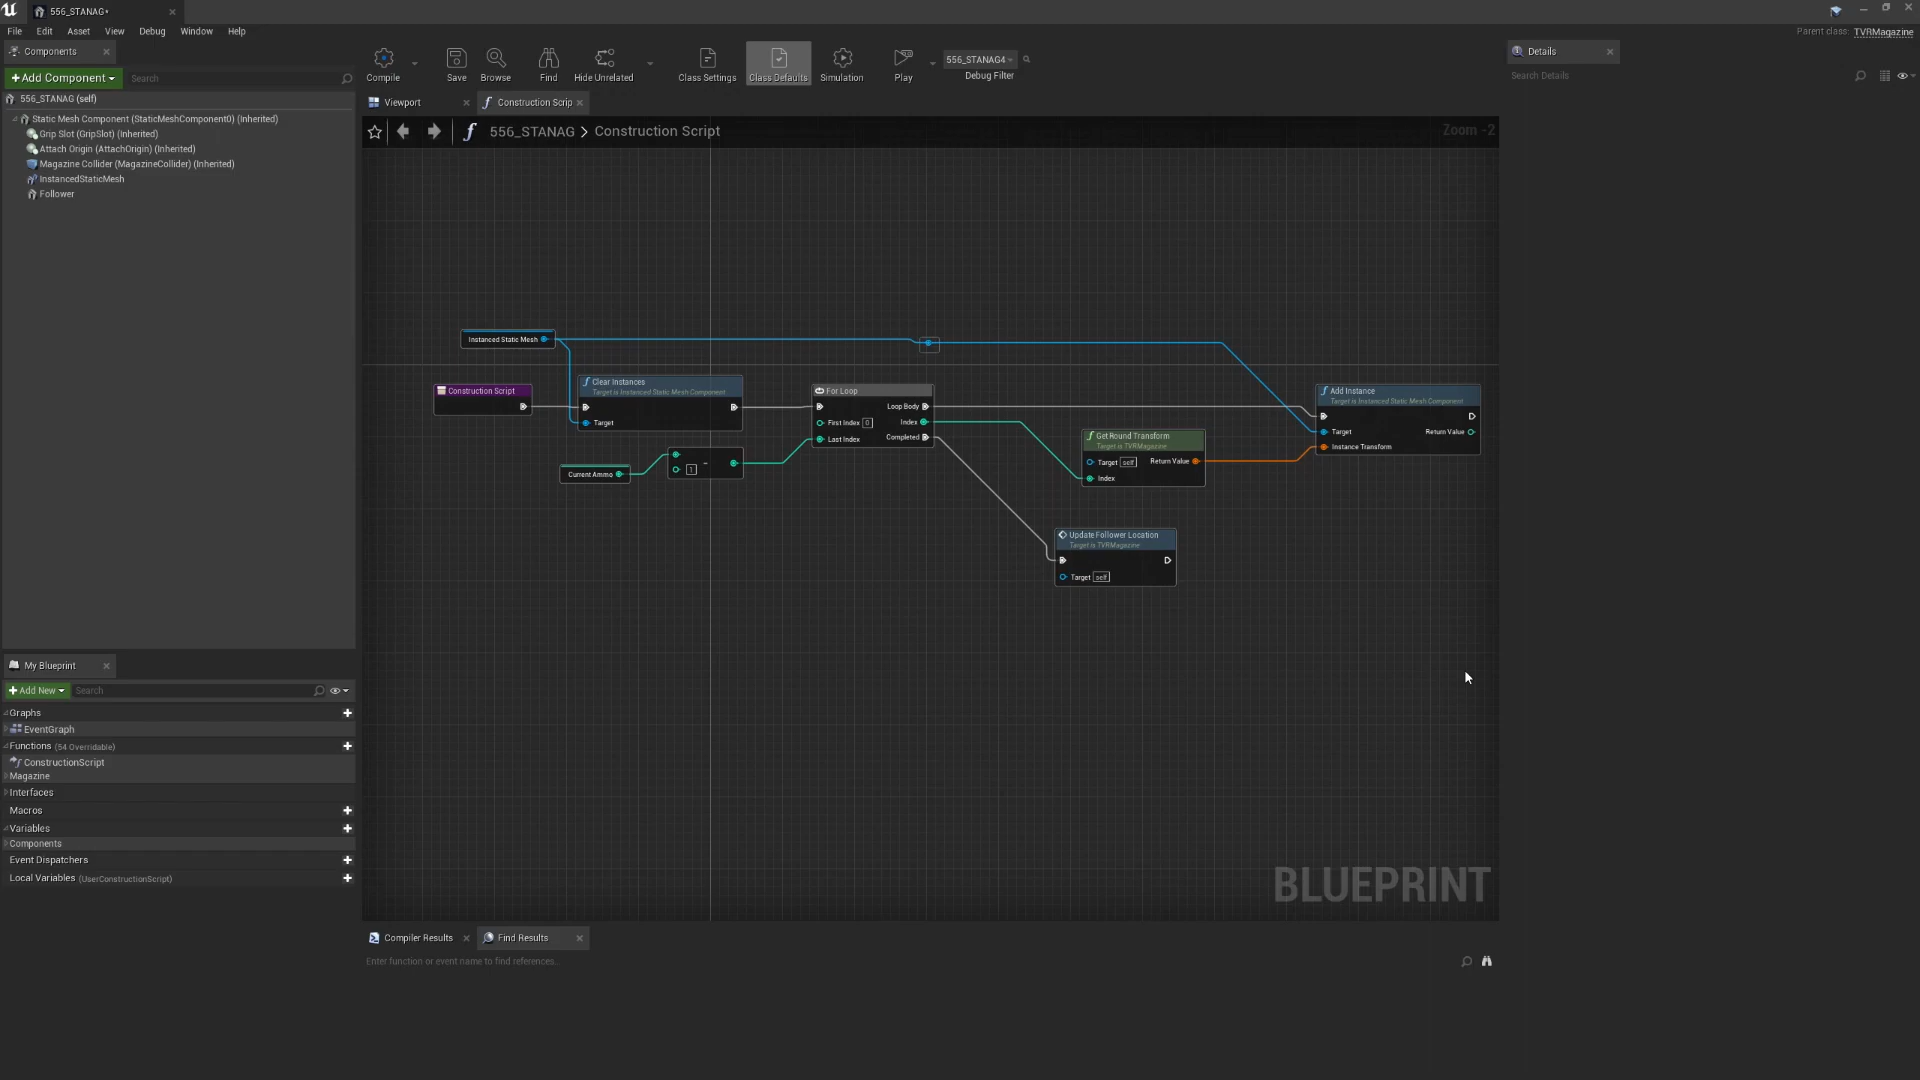 556_STANAG*
File Edit Asset View Debug Window Help
Parent class: TVRMagazine
Components
+Add Component
Search
556_STANAG (self)
Static Mesh Component (StaticMeshComponent0) (Inherited)
Grip Slot (GripSlot) (Inherited)
Attach Origin (AttachOrigin) (Inherited)
Magazine Collider (MagazineCollider) (Inherited)
InstancedStaticMesh
Follower
Compile
Save
Browse
Find
Hide Unrelated
Class Settings
Class Defaults
Simulation
Play
556_STANAG4
Debug Filter
Viewport
Construction Scrip
556_STANAG > Construction Script
Zoom -2
Instanced Static Mesh
Construction Script
Clear Instances
Target is Instanced Static Mesh Component
Target
Current Ammo
1
-
For Loop
Loop Body
First Index 0
Index
Last Index
Completed
Get Round Transform
Target is TVRMagazine
Target self
Return Value
Index
Add Instance
Target is Instanced Static Mesh Component
Target
Return Value
Instance Transform
Update Follower Location
Target is TVRMagazine
Target self
BLUEPRINT
Details
Search Details
My Blueprint
+Add New
Search
Graphs
EventGraph
Functions (54 Overridable)
ConstructionScript
Magazine
Interfaces
Macros
Variables
Components
Event Dispatchers
Local Variables (UserConstructionScript)
Compiler Results
Find Results
Enter function or event name to find references...